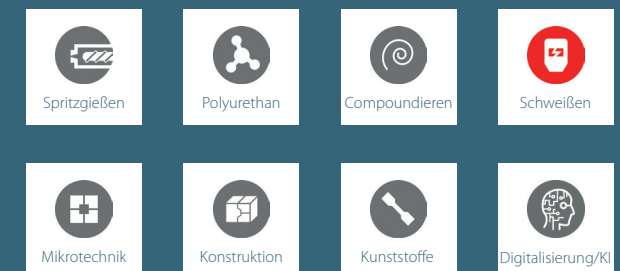 Spritzgießen
Polyurethan
Compoundieren
Schweißen
Mikrotechnik
Konstruktion
Kunststoffe
Digitalisierung/KI